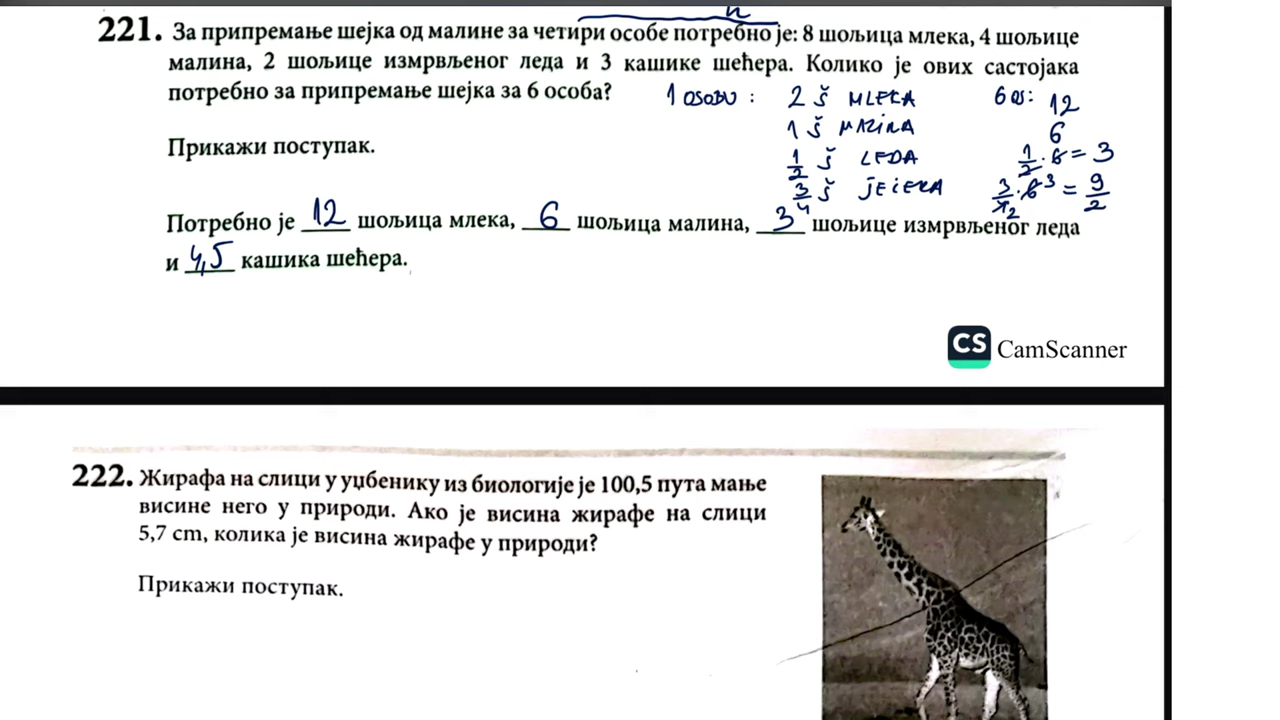 n
221. За припремање шејка од малине за четири особе потребно је: 8 шољица млека, 4 шољице
малина, 2 шољице измрвљеног леда и 3 кашике шећера. Колико је ових састојака
потребно за припремање шејка за 6 особа?
1 OSOBU : 2 Š MLEKA 6 OS: 12
1 Š MALINA 6
Прикажи поступак.
1/2 Š LEDA 1/2 · 6 = 3
3/4 Š 3/4 · 6 3 = 9/2
2
Потребно је 12 шољица млека, 6 шољица малина, 3 шољице измрвљеног леда
и 4,5 кашика шећера.
CS CamScanner
222. Жирафа на слици у уџбенику из биологије је 100,5 пута мање
висине него у природи. Ако је висина жирафе на слици
5,7 cm, колика је висина жирафе у природи?
Прикажи поступак.